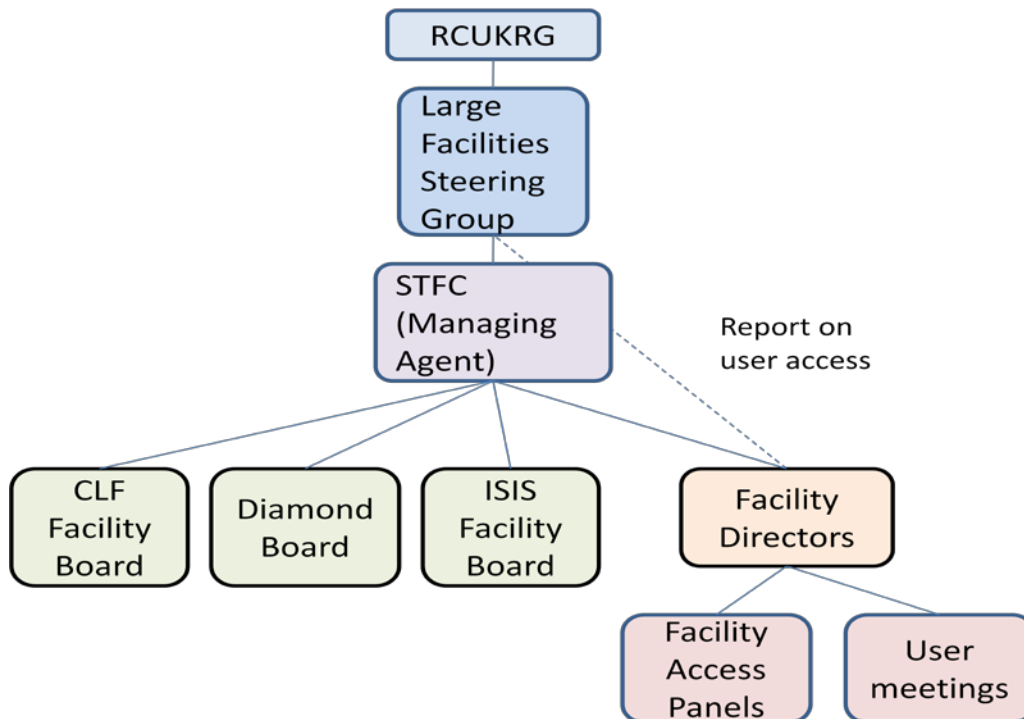 RCUKRG
Large
Facilities
Steering
Group
STFC
(Managing
Agent)
Report on
user access
CLF
Facility
Board
Diamond
Board
ISIS
Facility
Board
Facility
Directors
Facility
Access
Panels
User
meetings